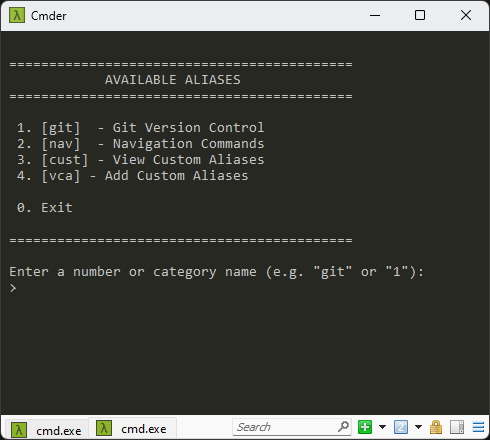 Cmder
===========================================
AVAILABLE ALIASES
===========================================
1. [git]  - Git Version Control
2. [nav]  - Navigation Commands
3. [cust] - View Custom Aliases
4. [vca] - Add Custom Aliases
0. Exit
===========================================
Enter a number or category name (e.g. "git" or "1"):
>
cmd.exe cmd.exe Search